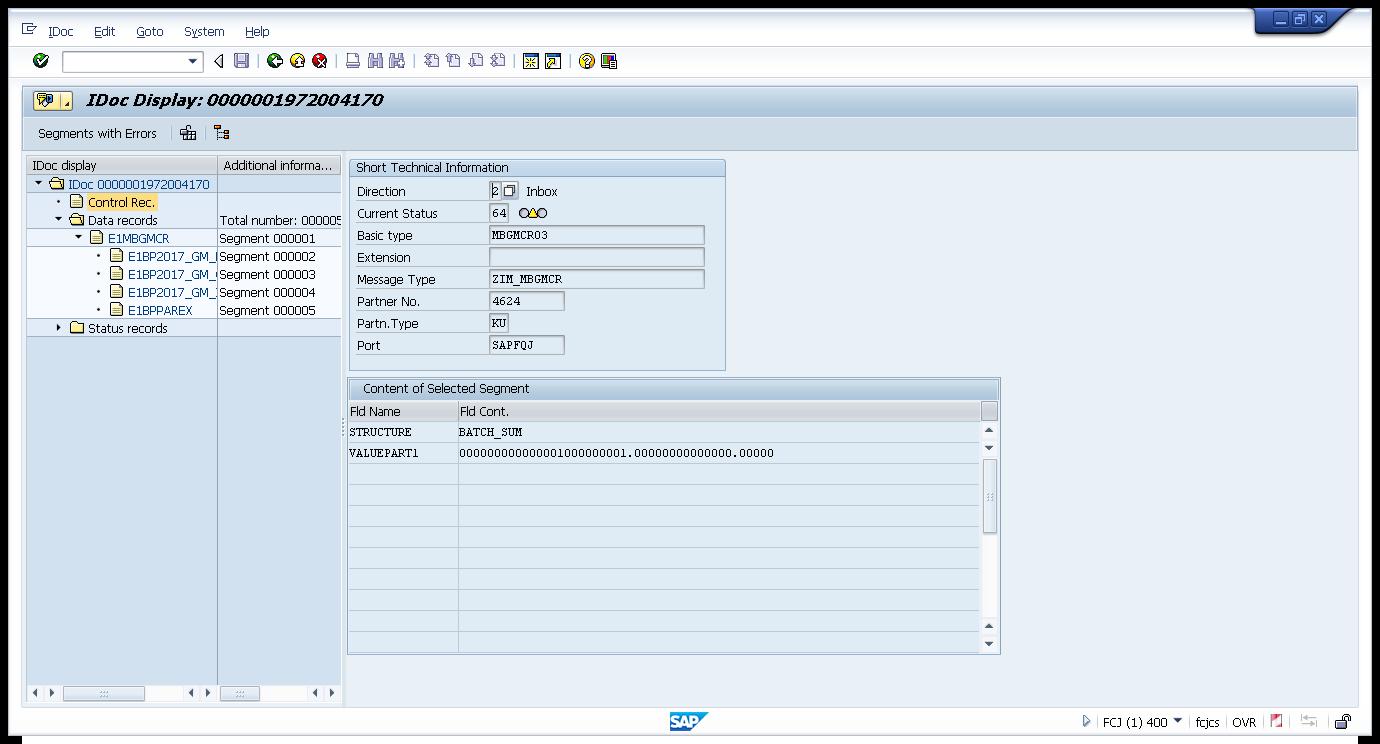 IDoc Edit Goto System Help
IDoc Display: 0000001972004170
Segments with Errors
IDoc display Additional informa...
IDoc 0000001972004170
Control Rec.
Data records Total number: 000005
E1MBGMCR Segment 000001
E1BP2017_GM_ Segment 000002
E1BP2017_GM_ Segment 000003
E1BP2017_GM_ Segment 000004
E1BPPAREX Segment 000005
Status records
Short Technical Information
Direction 2 Inbox
Current Status 64
Basic type MBGMCR03
Extension
Message Type ZIM_MBGMCR
Partner No. 4624
Partn.Type KU
Port SAPFQJ
Content of Selected Segment
Fld Name Fld Cont.
STRUCTURE BATCH_SUM
VALUEPART1 000000000000001000000001.00000000000000.00000
SAP
FCJ (1) 400 fcjcs OVR